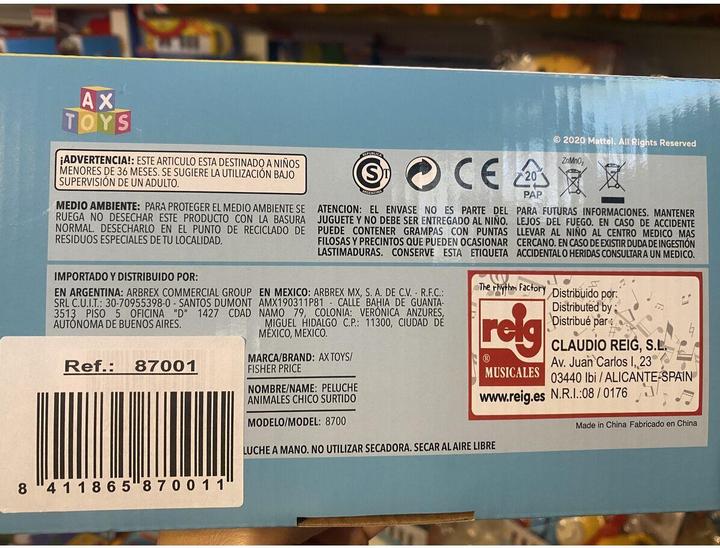 AX
TOYS
© 2020 Mattel. All Rights Reserved
¡ADVERTENCIA!: ESTE ARTICULO ESTA DESTINADO A NIÑOS
MENORES DE 36 MESES. SE SUGIERE LA UTILIZACIÓN BAJO
SUPERVISIÓN DE UN ADULTO.
S
T
CE
20
PAP
ZnMnO₂
MEDIO AMBIENTE: PARA PROTEGER EL MEDIO AMBIENTE SE
RUEGA NO DESECHAR ESTE PRODUCTO CON LA BASURA
NORMAL. DESECHARLO EN EL PUNTO DE RECICLADO DE
RESIDUOS ESPECIALES DE TU LOCALIDAD.
ATENCION: EL ENVASE NO ES PARTE DEL
JUGUETE Y NO DEBE SER ENTREGADO AL NIÑO.
PUEDE CONTENER GRAMPAS CON PUNTAS
FILOSAS Y PRECINTOS QUE PUEDEN OCASIONAR
LASTIMADURAS. CONSERVE ESTA ETIQUETA
PARA FUTURAS INFORMACIONES. MANTENER
LEJOS DEL FUEGO. EN CASO DE ACCIDENTE
LLEVAR AL NIÑO AL CENTRO MEDICO MAS
CERCANO. EN CASO DE EXISTIR DUDA DE INGESTIÓN
ACCIDENTAL O HERIDAS CONSULTAR A UN MEDICO.
IMPORTADO Y DISTRIBUIDO POR:
EN ARGENTINA: ARBREX COMMERCIAL GROUP
SRL C.U.I.T.: 30-70955398-0 - SANTOS DUMONT
3513 PISO 5 OFICINA "D" 1427 CDAD
AUTÓNOMA DE BUENOS AIRES.
EN MEXICO: ARBREX MX, S. A. DE C.V. - R.F.C.:
AMX190311P81 - CALLE BAHIA DE GUANTA-
NAMO 79, COLONIA: VERÓNICA ANZURES,
MIGUEL HIDALGO C.P.: 11300, CIUDAD DE
MÉXICO, MEXICO.
MARCA/BRAND: AX TOYS/
FISHER PRICE
NOMBRE/NAME: PELUCHE
ANIMALES CHICO SURTIDO
MODELO/MODEL: 8700
LUCHE A MANO. NO UTILIZAR SECADORA. SECAR AL AIRE LIBRE
The rhythm factory
reig
®
MUSICALES
www.reig.es
Distribuido por:
Distributed by:
Distribué par:
CLAUDIO REIG, S.L.
Av. Juan Carlos I, 23
03440 Ibi / ALICANTE-SPAIN
N.R.I.:08 / 0176
Made in China Fabricado en China
Ref.: 87001
8 411865 870011